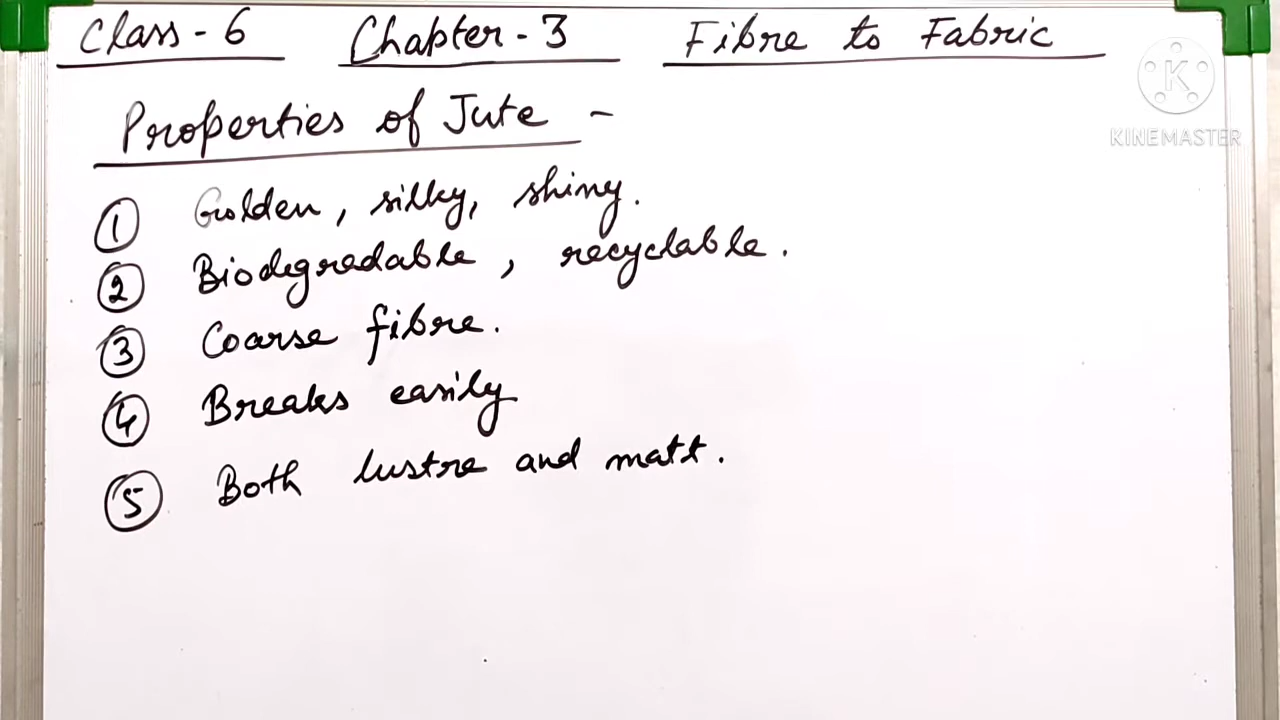 Class - 6 Chapter - 3 Fibre to Fabric
KINEMASTER
Properties of Jute -
1 Golden, silky, shiny.
2 Biodegradable, recyclable.
3 Coarse fibre.
4 Breaks easily
5 Both lustre and matt.